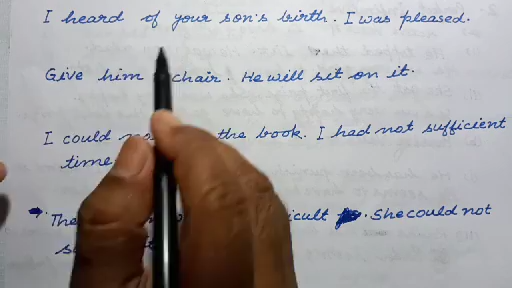 I heard of your son's birth. I was pleased.
Give him chair. He will sit on it.
I could the book. I had not sufficient
time
The . She could not